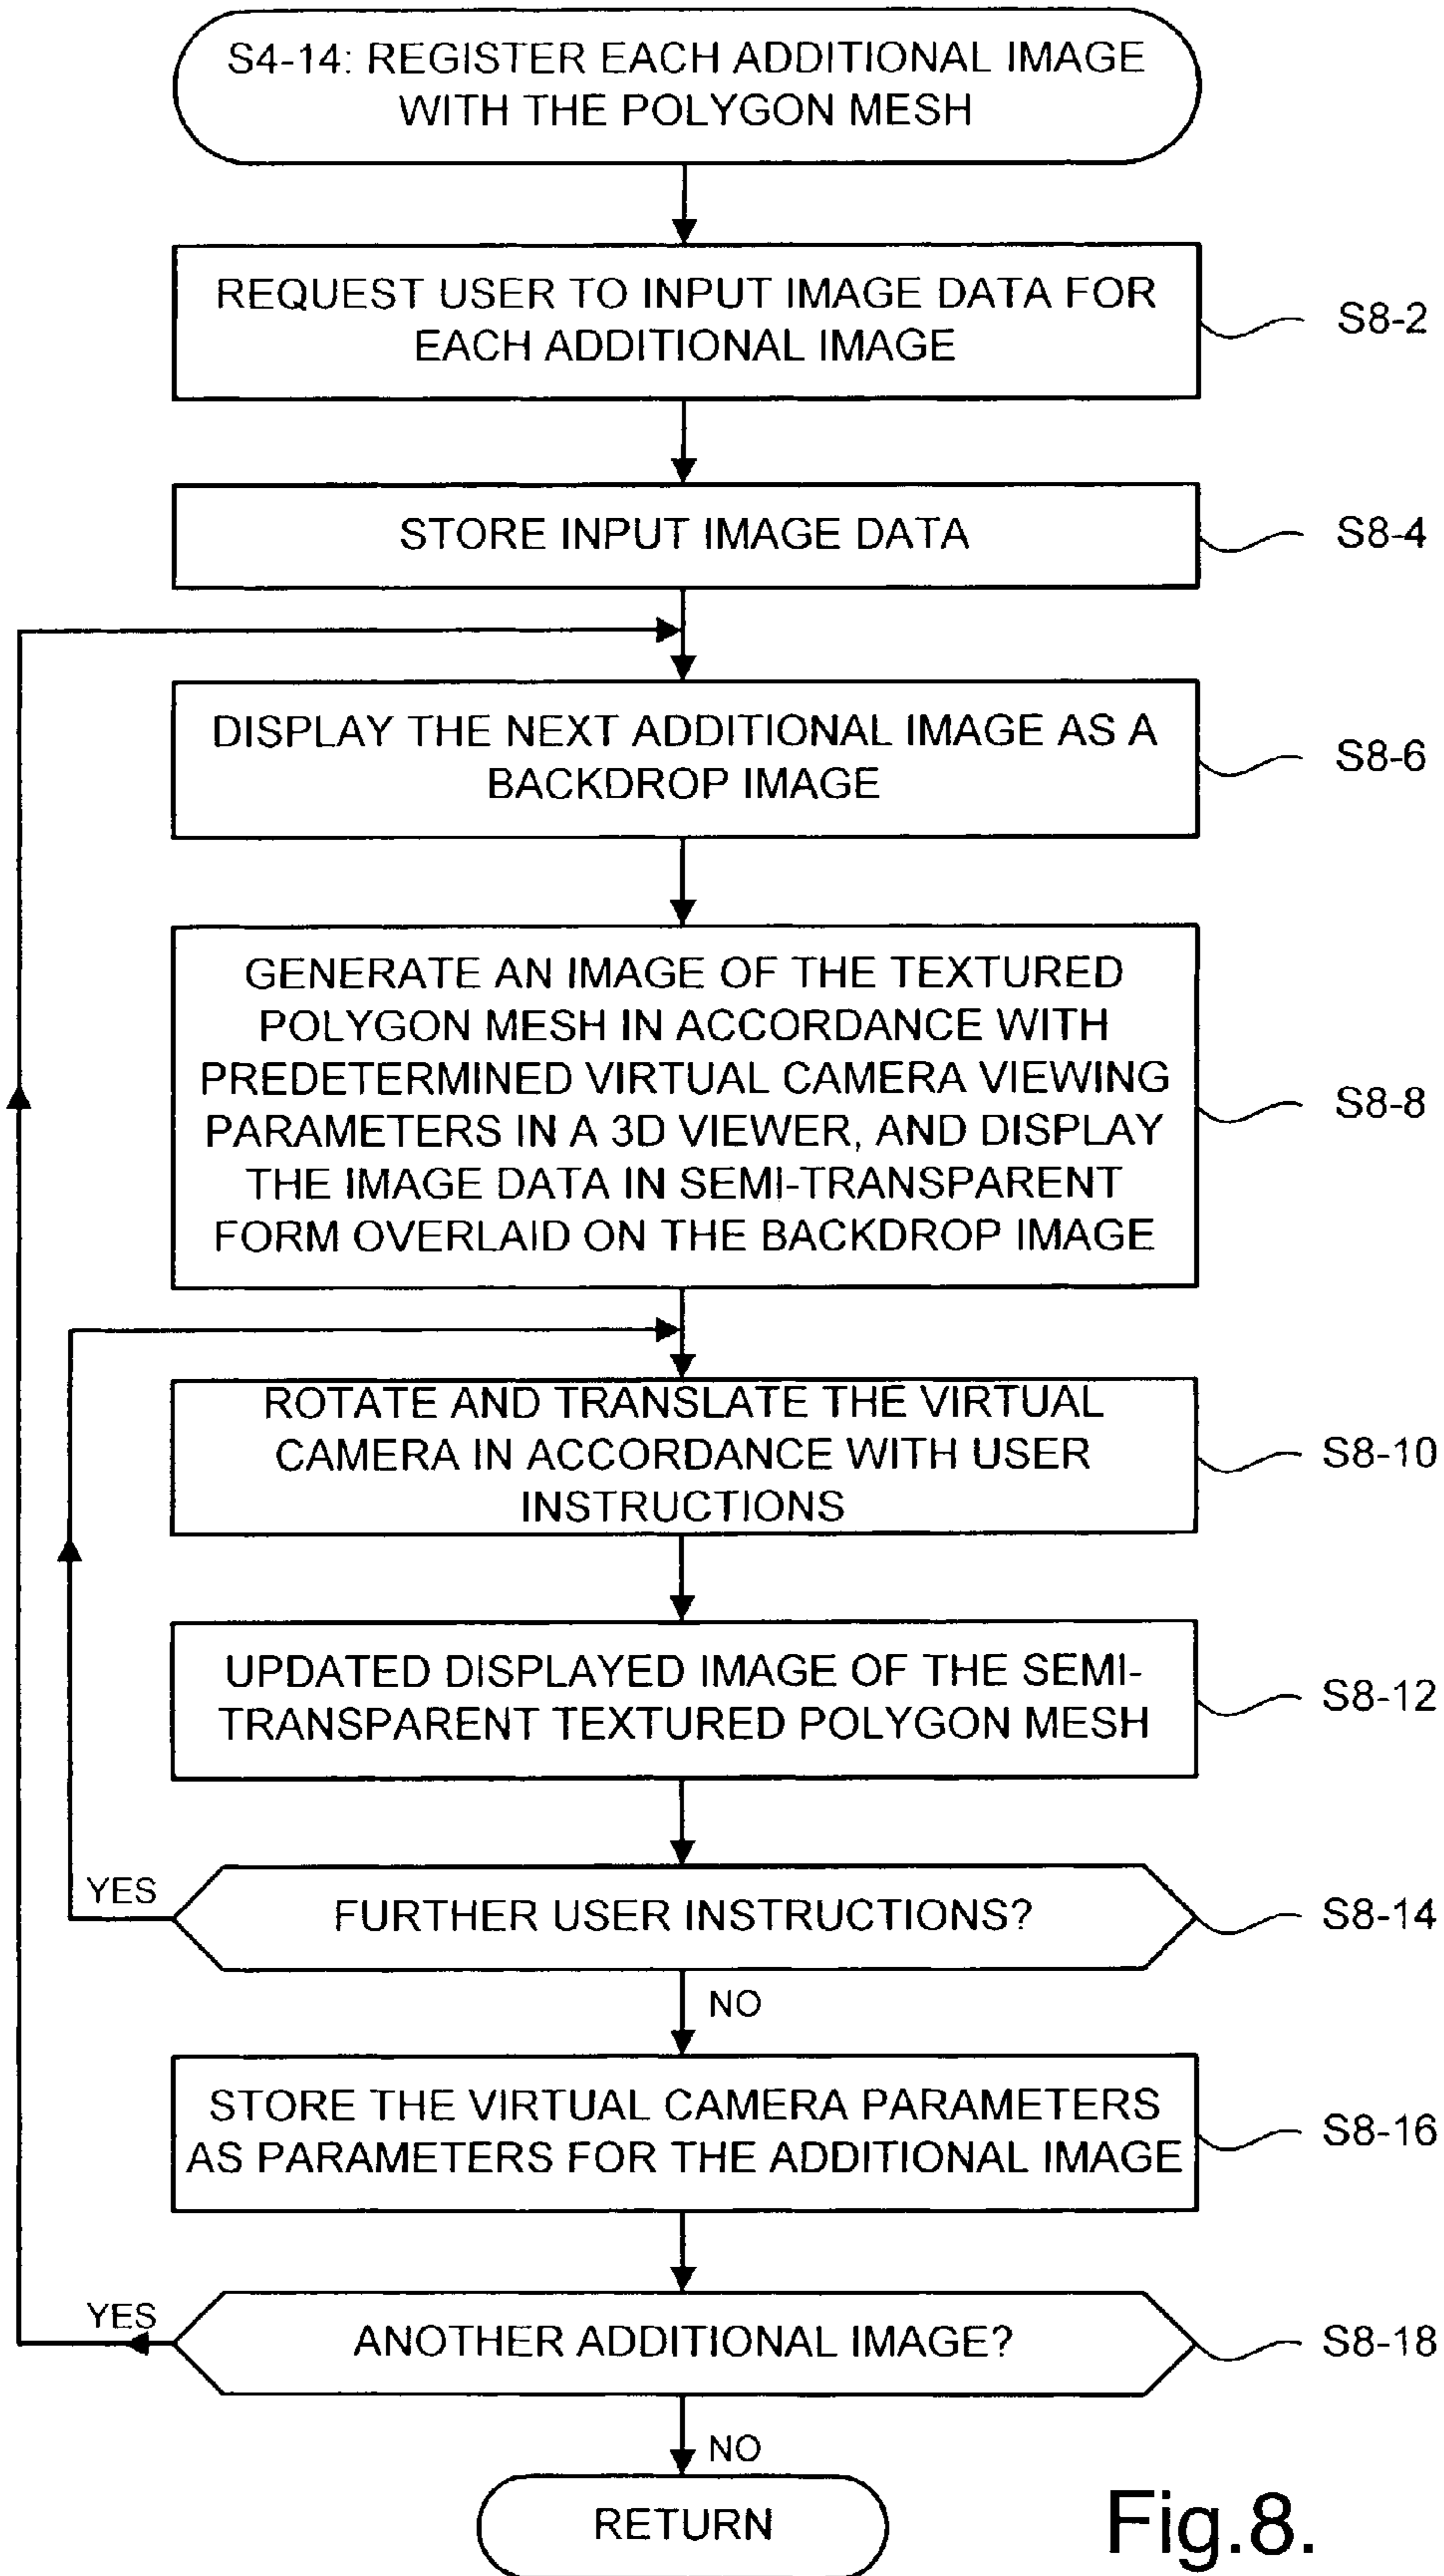 S4-14: REGISTER EACH ADDITIONAL IMAGE
WITH THE POLYGON MESH
REQUEST USER TO INPUT IMAGE DATA FOR
EACH ADDITIONAL IMAGE
S8-2
STORE INPUT IMAGE DATA
S8-4
DISPLAY THE NEXT ADDITIONAL IMAGE AS A
BACKDROP IMAGE
S8-6
GENERATE AN IMAGE OF THE TEXTURED
POLYGON MESH IN ACCORDANCE WITH
PREDETERMINED VIRTUAL CAMERA VIEWING
PARAMETERS IN A 3D VIEWER, AND DISPLAY
THE IMAGE DATA IN SEMI-TRANSPARENT
FORM OVERLAID ON THE BACKDROP IMAGE
S8-8
ROTATE AND TRANSLATE THE VIRTUAL
CAMERA IN ACCORDANCE WITH USER
INSTRUCTIONS
S8-10
UPDATED DISPLAYED IMAGE OF THE SEMI-
TRANSPARENT TEXTURED POLYGON MESH
S8-12
YES
FURTHER USER INSTRUCTIONS?
S8-14
NO
STORE THE VIRTUAL CAMERA PARAMETERS
AS PARAMETERS FOR THE ADDITIONAL IMAGE
S8-16
YES
ANOTHER ADDITIONAL IMAGE?
S8-18
NO
RETURN
Fig.8.